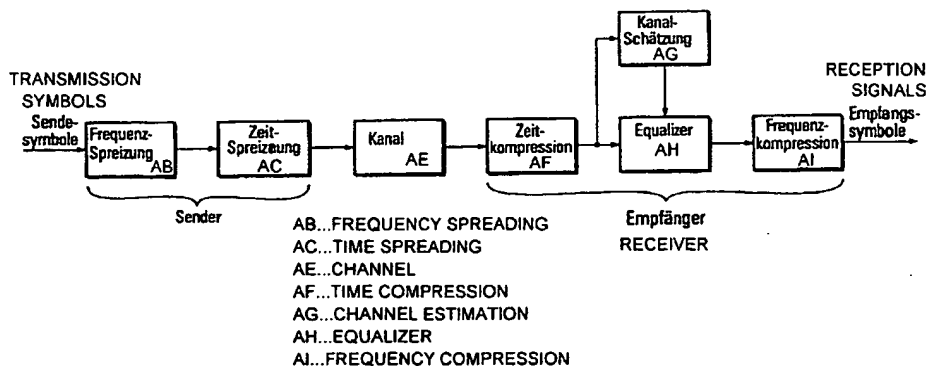 Kanal-
Schätzung
AG
TRANSMISSION
SYMBOLS
Sende-
symbole
Frequenz-
Spreizung
AB
Zeit-
Spreizeung
AC
Kanal
AE
Zeit-
kompression
AF
Equalizer
AH
Frequenz-
kompression
AI
RECEPTION
SIGNALS
Empfangs-
symbole
Sender
Empfänger
RECEIVER
AB...FREQUENCY SPREADING
AC...TIME SPREADING
AE...CHANNEL
AF...TIME COMPRESSION
AG...CHANNEL ESTIMATION
AH...EQUALIZER
AI...FREQUENCY COMPRESSION